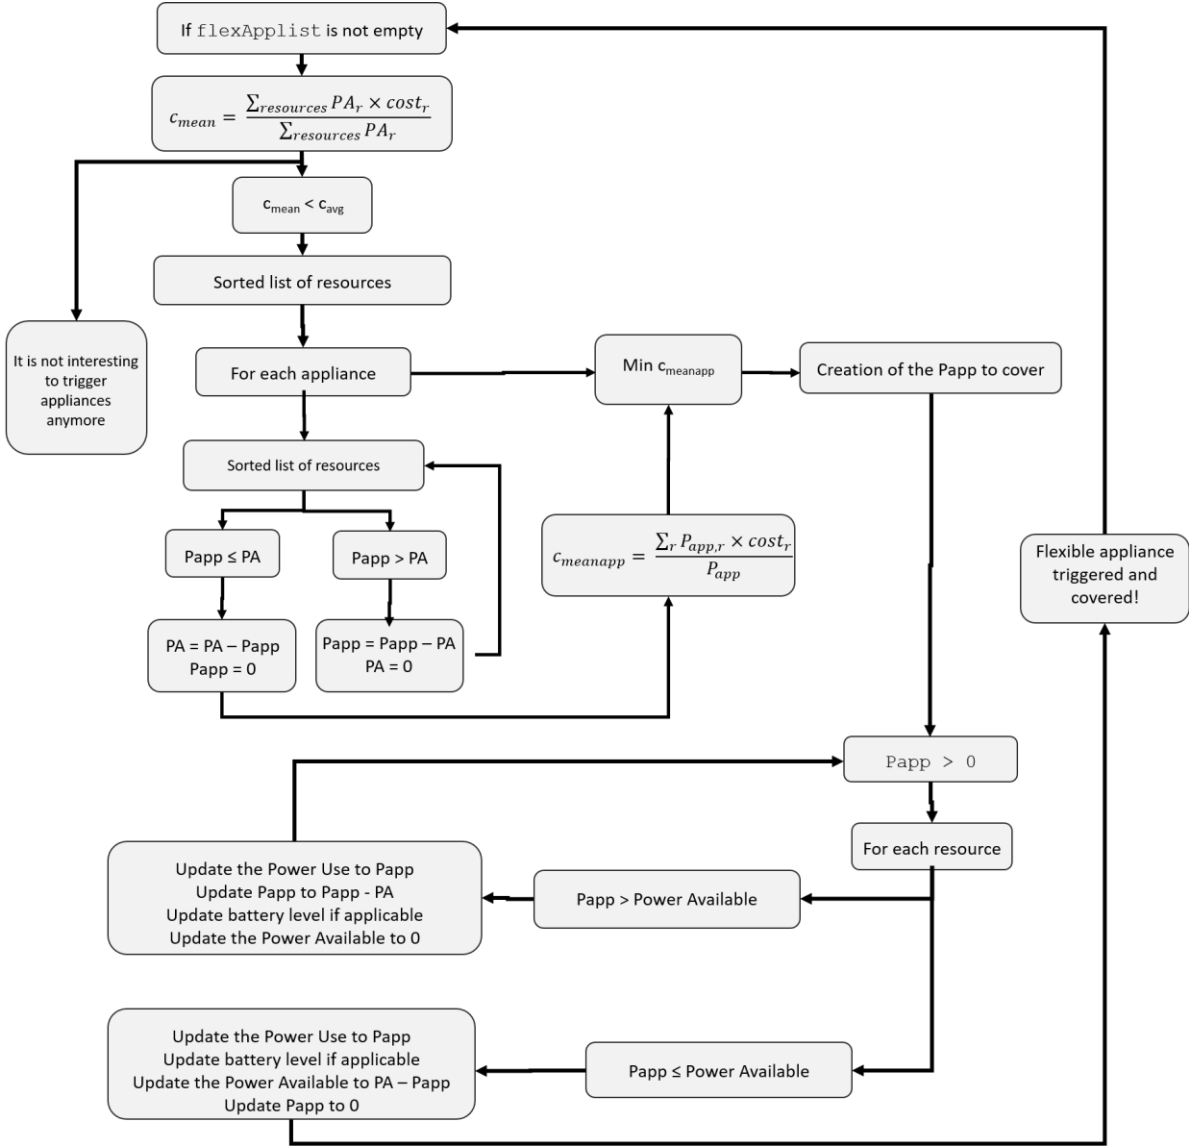 If flexApplist is not empty
c_mean = ∑_resources PA_r × cost_r / ∑_resources PA_r
c_mean < c_avg
Sorted list of resources
It is not interesting
to trigger
appliances
anymore
For each appliance
Min c_meanapp
Creation of the Papp to cover
Sorted list of resources
Papp ≤ PA
Papp > PA
c_meanapp = ∑_r P_app,r × cost_r / P_app
Flexible appliance
triggered and
covered!
PA = PA – Papp
Papp = 0
Papp = Papp – PA
PA = 0
Papp > 0
For each resource
Update the Power Use to Papp
Update Papp to Papp - PA
Update battery level if applicable
Update the Power Available to 0
Papp > Power Available
Update the Power Use to Papp
Update battery level if applicable
Update the Power Available to PA – Papp
Update Papp to 0
Papp ≤ Power Available